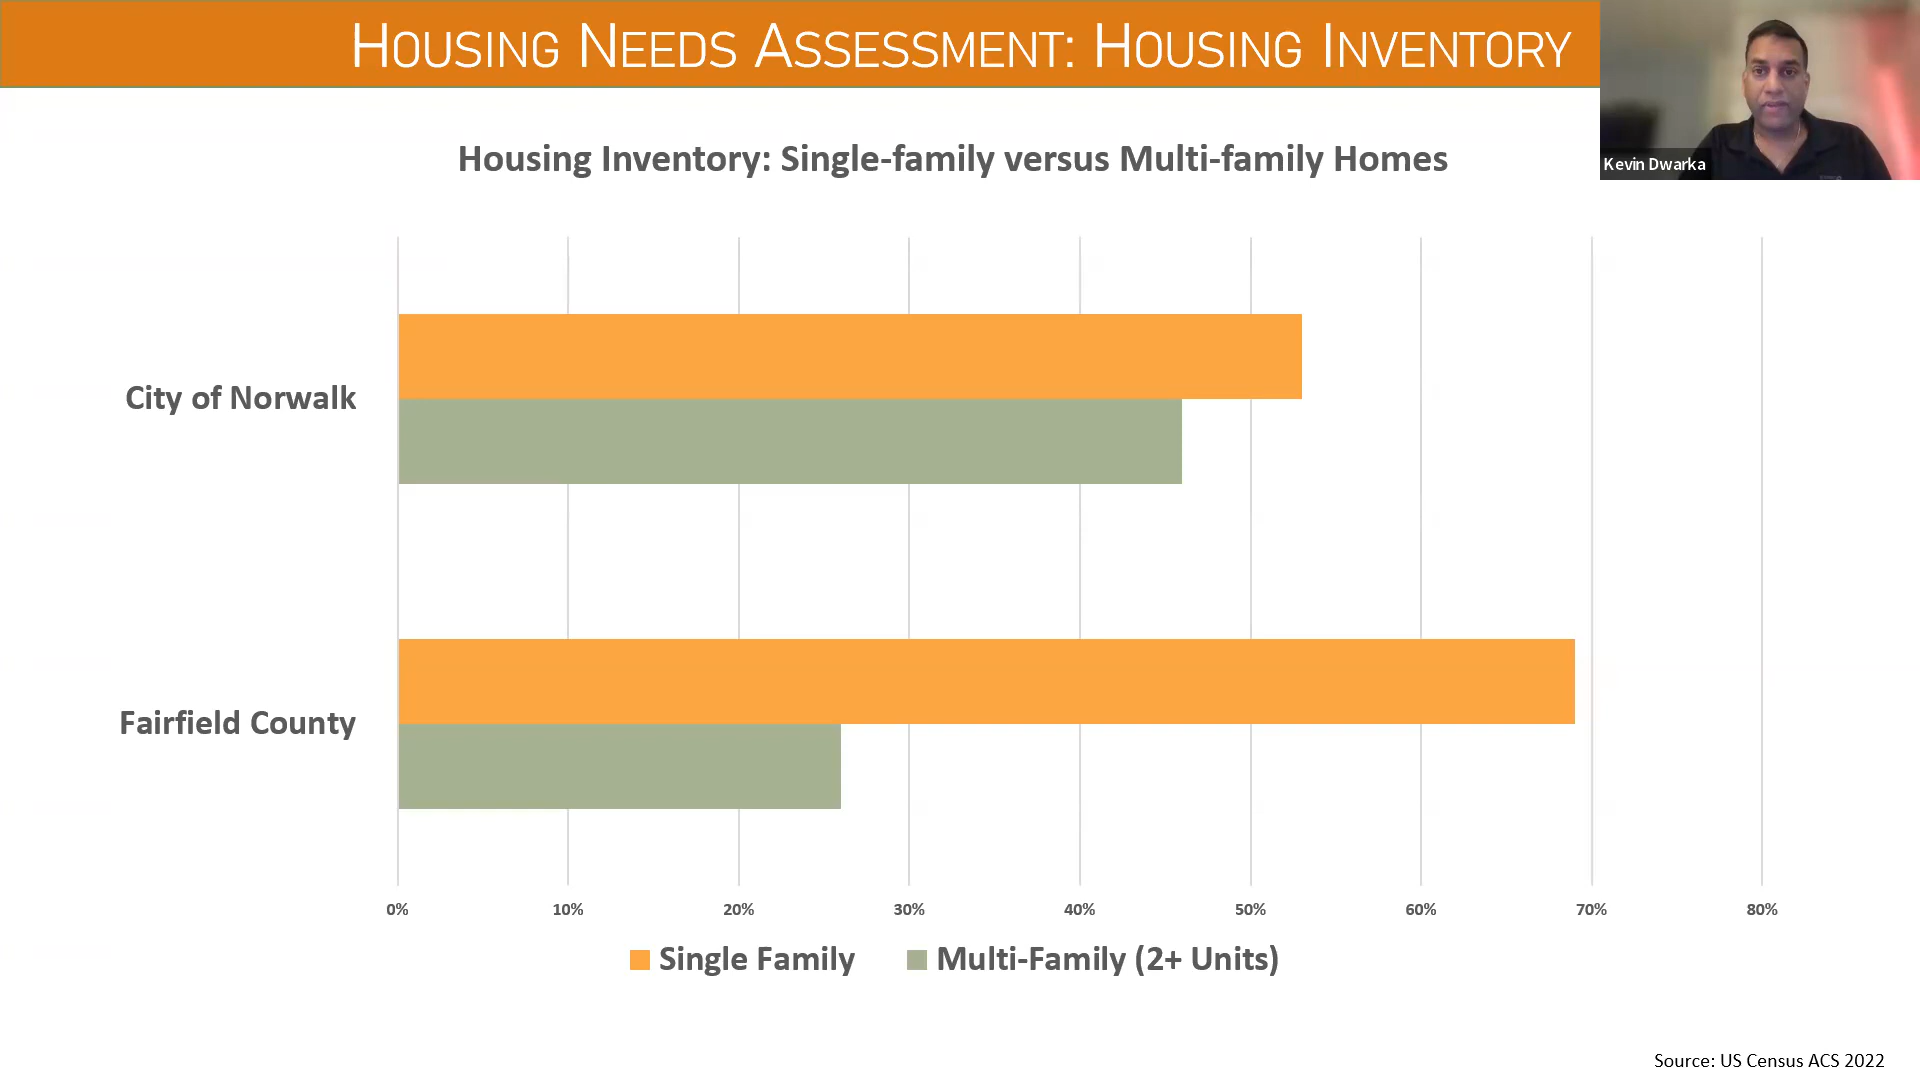 HOUSING NEEDS ASSESSMENT: HOUSING INVENTORY
Kevin Dwarka
Housing Inventory: Single-family versus Multi-family Homes
City of Norwalk
Fairfield County
0% 10% 20% 30% 40% 50% 60% 70% 80%
Single Family Multi-Family (2+ Units)
Source: US Census ACS 2022